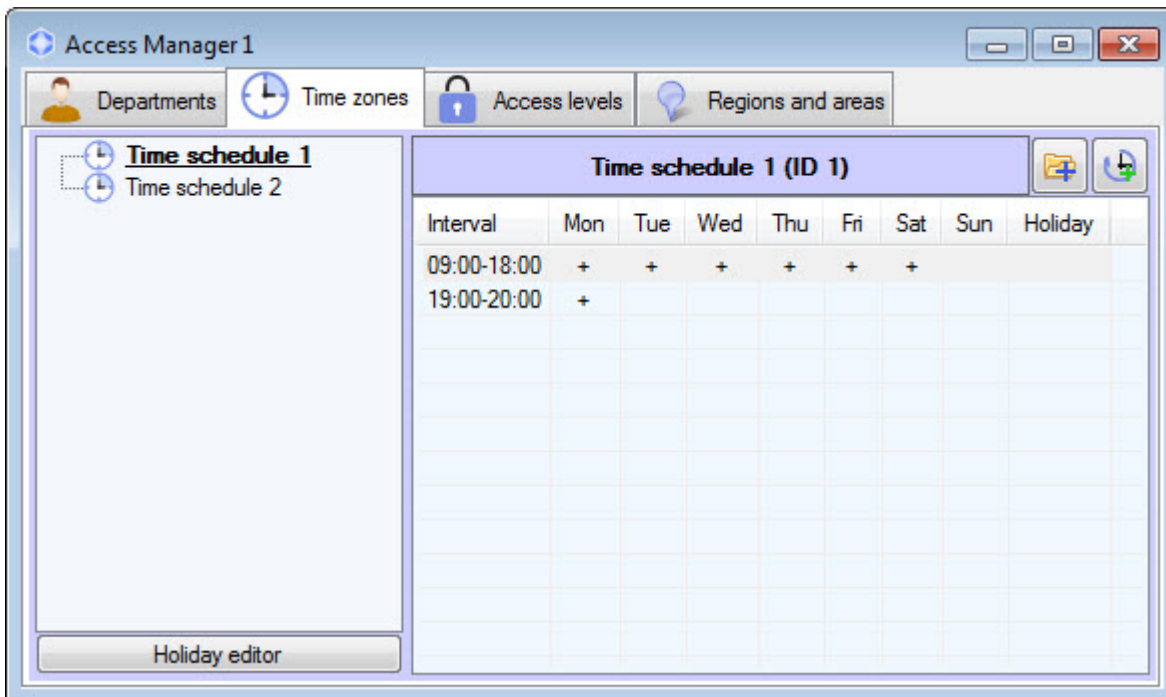 Access Manager 1
Departments Time zones Access levels Regions and areas
Time schedule 1
Time schedule 2
Time schedule 1 (ID 1)
Interval Mon Tue Wed Thu Fri Sat Sun Holiday
09:00-18:00 + + + + + +
19:00-20:00 +
Holiday editor